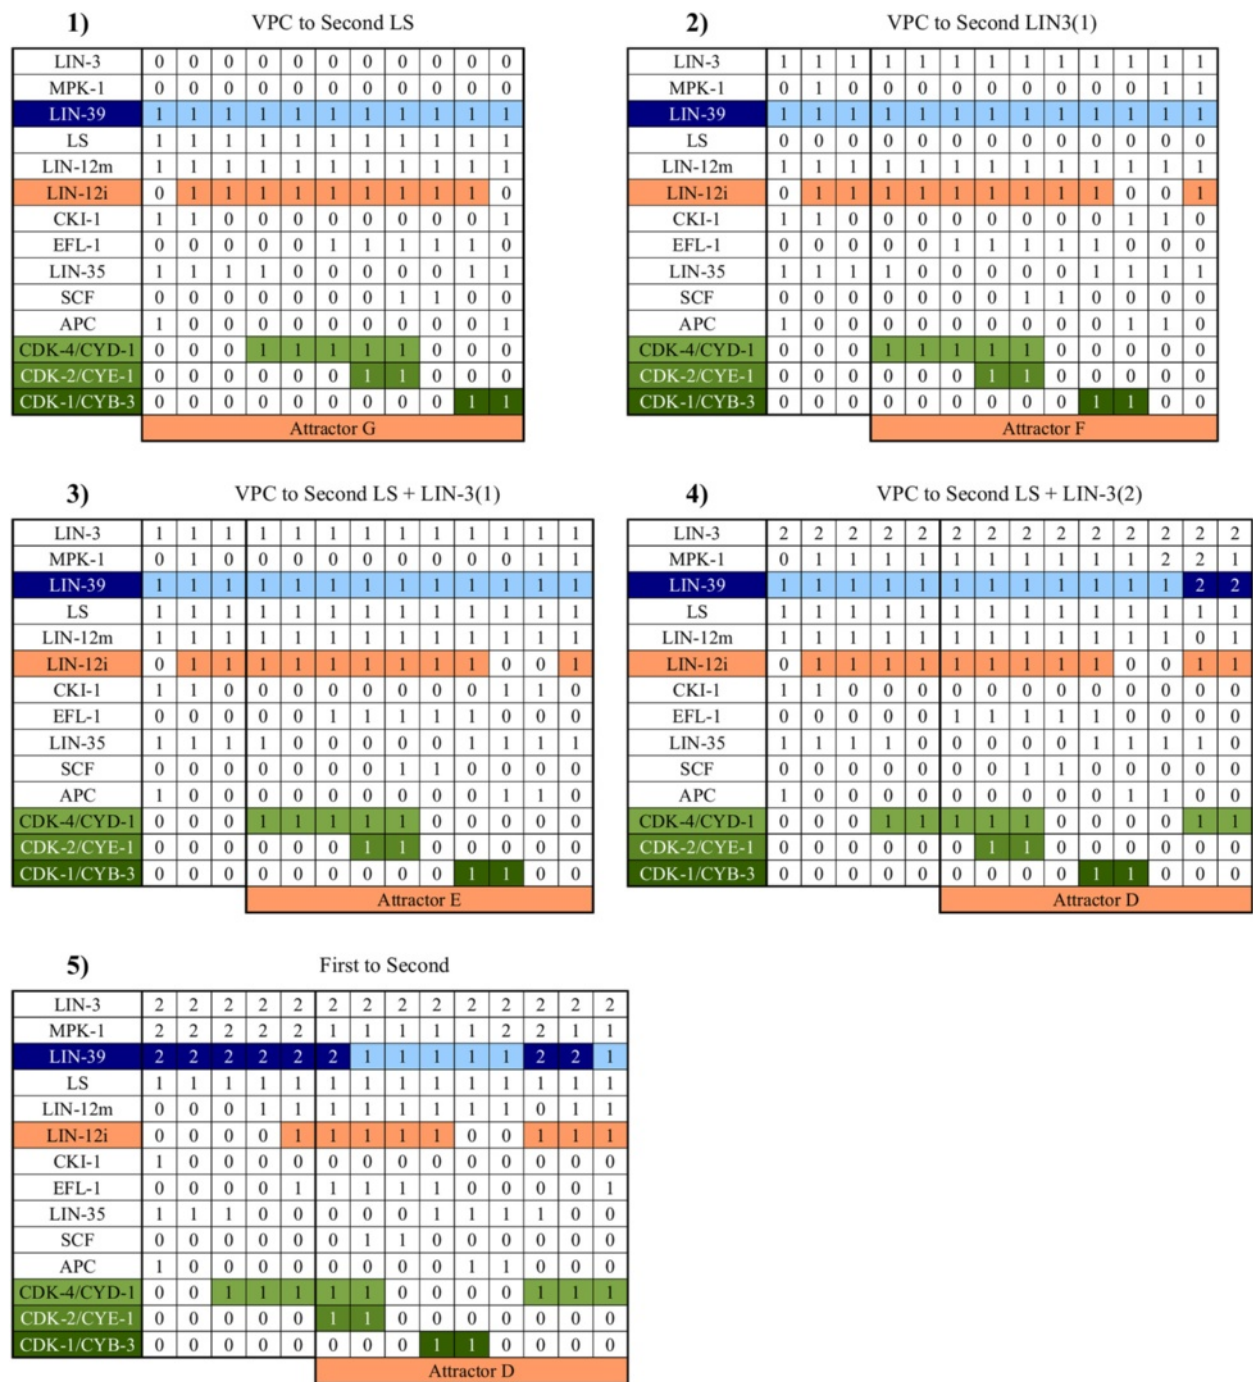 1) VPC to Second LS
LIN-3 0 0 0 0 0 0 0 0 0 0 0
MPK-1 0 0 0 0 0 0 0 0 0 0 0
LIN-39 1 1 1 1 1 1 1 1 1 1 1
LS 1 1 1 1 1 1 1 1 1 1 1
LIN-12m 1 1 1 1 1 1 1 1 1 1 1
LIN-12i 0 1 1 1 1 1 1 1 1 1 0
CKI-1 1 1 0 0 0 0 0 0 0 0 1
EFL-1 0 0 0 0 0 1 1 1 1 1 0
LIN-35 1 1 1 1 0 0 0 0 0 1 1
SCF 0 0 0 0 0 0 0 1 1 0 0
APC 1 0 0 0 0 0 0 0 0 0 1
CDK-4/CYD-1 0 0 0 1 1 1 1 1 0 0 0
CDK-2/CYE-1 0 0 0 0 0 0 1 1 0 0 0
CDK-1/CYB-3 0 0 0 0 0 0 0 0 0 1 1
Attractor G
2) VPC to Second LIN3(1)
LIN-3 1 1 1 1 1 1 1 1 1 1 1 1 1
MPK-1 0 1 0 0 0 0 0 0 0 0 0 1 1
LIN-39 1 1 1 1 1 1 1 1 1 1 1 1 1
LS 0 0 0 0 0 0 0 0 0 0 0 0 0
LIN-12m 1 1 1 1 1 1 1 1 1 1 1 1 1
LIN-12i 0 1 1 1 1 1 1 1 1 1 0 0 1
CKI-1 1 1 0 0 0 0 0 0 0 0 1 1 0
EFL-1 0 0 0 0 0 1 1 1 1 1 0 0 0
LIN-35 1 1 1 1 0 0 0 0 0 1 1 1 1
SCF 0 0 0 0 0 0 0 1 1 0 0 0 0
APC 1 0 0 0 0 0 0 0 0 0 1 1 0
CDK-4/CYD-1 0 0 0 1 1 1 1 1 0 0 0 0 0
CDK-2/CYE-1 0 0 0 0 0 0 1 1 0 0 0 0 0
CDK-1/CYB-3 0 0 0 0 0 0 0 0 0 1 1 0 0
Attractor F
3) VPC to Second LS + LIN-3(1)
LIN-3 1 1 1 1 1 1 1 1 1 1 1 1 1
MPK-1 0 1 0 0 0 0 0 0 0 0 0 1 1
LIN-39 1 1 1 1 1 1 1 1 1 1 1 1 1
LS 1 1 1 1 1 1 1 1 1 1 1 1 1
LIN-12m 1 1 1 1 1 1 1 1 1 1 1 1 1
LIN-12i 0 1 1 1 1 1 1 1 1 1 0 0 1
CKI-1 1 1 0 0 0 0 0 0 0 0 1 1 0
EFL-1 0 0 0 0 0 1 1 1 1 1 0 0 0
LIN-35 1 1 1 1 0 0 0 0 0 1 1 1 1
SCF 0 0 0 0 0 0 0 1 1 0 0 0 0
APC 1 0 0 0 0 0 0 0 0 0 1 1 0
CDK-4/CYD-1 0 0 0 1 1 1 1 1 0 0 0 0 0
CDK-2/CYE-1 0 0 0 0 0 0 1 1 0 0 0 0 0
CDK-1/CYB-3 0 0 0 0 0 0 0 0 0 1 1 0 0
Attractor E
4) VPC to Second LS + LIN-3(2)
LIN-3 2 2 2 2 2 2 2 2 2 2 2 2 2 2
MPK-1 0 1 1 1 1 1 1 1 1 1 1 2 2 1
LIN-39 1 1 1 1 1 1 1 1 1 1 1 1 2 2
LS 1 1 1 1 1 1 1 1 1 1 1 1 1 1
LIN-12m 1 1 1 1 1 1 1 1 1 1 1 1 0 1
LIN-12i 0 1 1 1 1 1 1 1 1 1 0 0 1 1
CKI-1 1 1 0 0 0 0 0 0 0 0 0 0 0 0
EFL-1 0 0 0 0 0 1 1 1 1 1 0 0 0 0
LIN-35 1 1 1 1 0 0 0 0 0 1 1 1 1 0
SCF 0 0 0 0 0 0 0 1 1 0 0 0 0 0
APC 1 0 0 0 0 0 0 0 0 0 1 1 0 0
CDK-4/CYD-1 0 0 0 1 1 1 1 1 0 0 0 0 1 1
CDK-2/CYE-1 0 0 0 0 0 0 1 1 0 0 0 0 0 0
CDK-1/CYB-3 0 0 0 0 0 0 0 0 0 1 1 0 0 0
Attractor D
5) First to Second
LIN-3 2 2 2 2 2 2 2 2 2 2 2 2 2 2
MPK-1 2 2 2 2 2 1 1 1 1 1 2 2 1 1
LIN-39 2 2 2 2 2 2 1 1 1 1 1 2 2 1
LS 1 1 1 1 1 1 1 1 1 1 1 1 1 1
LIN-12m 0 0 0 1 1 1 1 1 1 1 1 0 1 1
LIN-12i 0 0 0 0 1 1 1 1 1 0 0 1 1 1
CKI-1 1 0 0 0 0 0 0 0 0 0 0 0 0 0
EFL-1 0 0 0 0 1 1 1 1 1 0 0 0 0 1
LIN-35 1 1 1 0 0 0 0 0 1 1 1 1 0 0
SCF 0 0 0 0 0 0 1 1 0 0 0 0 0 0
APC 1 0 0 0 0 0 0 0 0 1 1 0 0 0
CDK-4/CYD-1 0 0 1 1 1 1 1 0 0 0 0 1 1 1
CDK-2/CYE-1 0 0 0 0 0 1 1 0 0 0 0 0 0 0
CDK-1/CYB-3 0 0 0 0 0 0 0 0 1 1 0 0 0 0
Attractor D